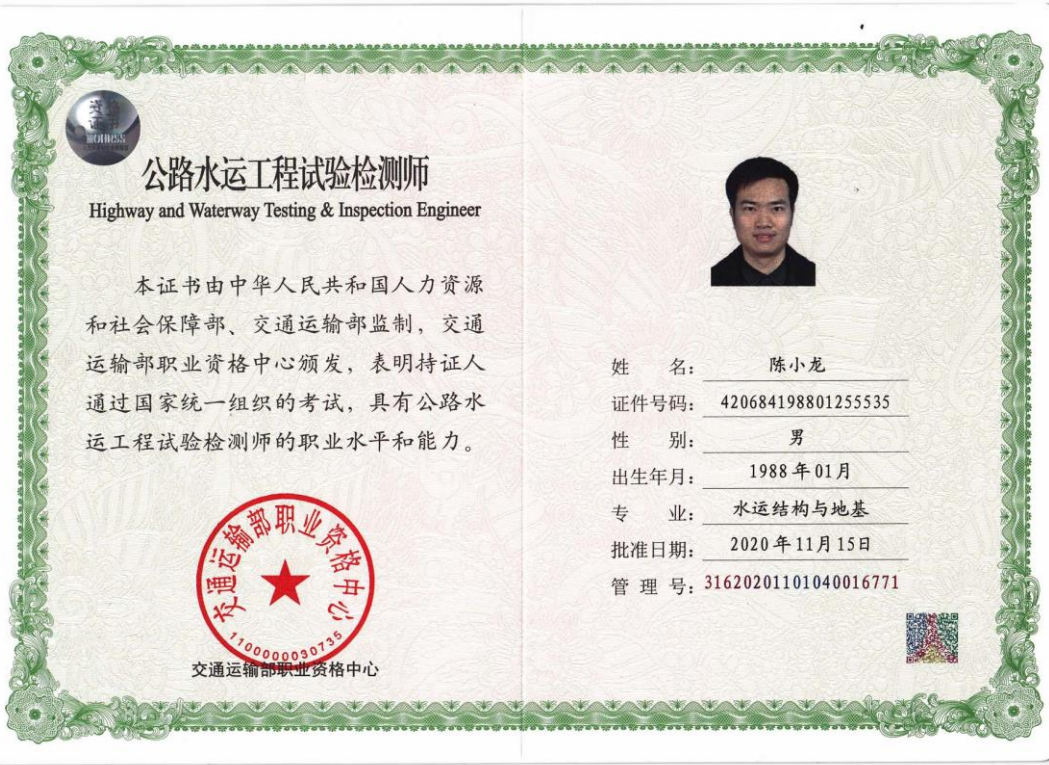 公路水运工程试验检测师
Highway and Waterway Testing & Inspection Engineer
本证书由中华人民共和国人力资源
和社会保障部、交通运输部监制，交通
运输部职业资格中心颁发，表明持证人
通过国家统一组织的考试，具有公路水
运工程试验检测师的职业水平和能力。
交通运输部职业资格中心
1100000030735
交通运输部职业资格中心
姓 名： 陈小龙
证件号码： 420684198801255535
性 别： 男
出生年月： 1988年01月
专 业： 水运结构与地基
批准日期： 2020年11月15日
管 理 号： 31620201101040016771